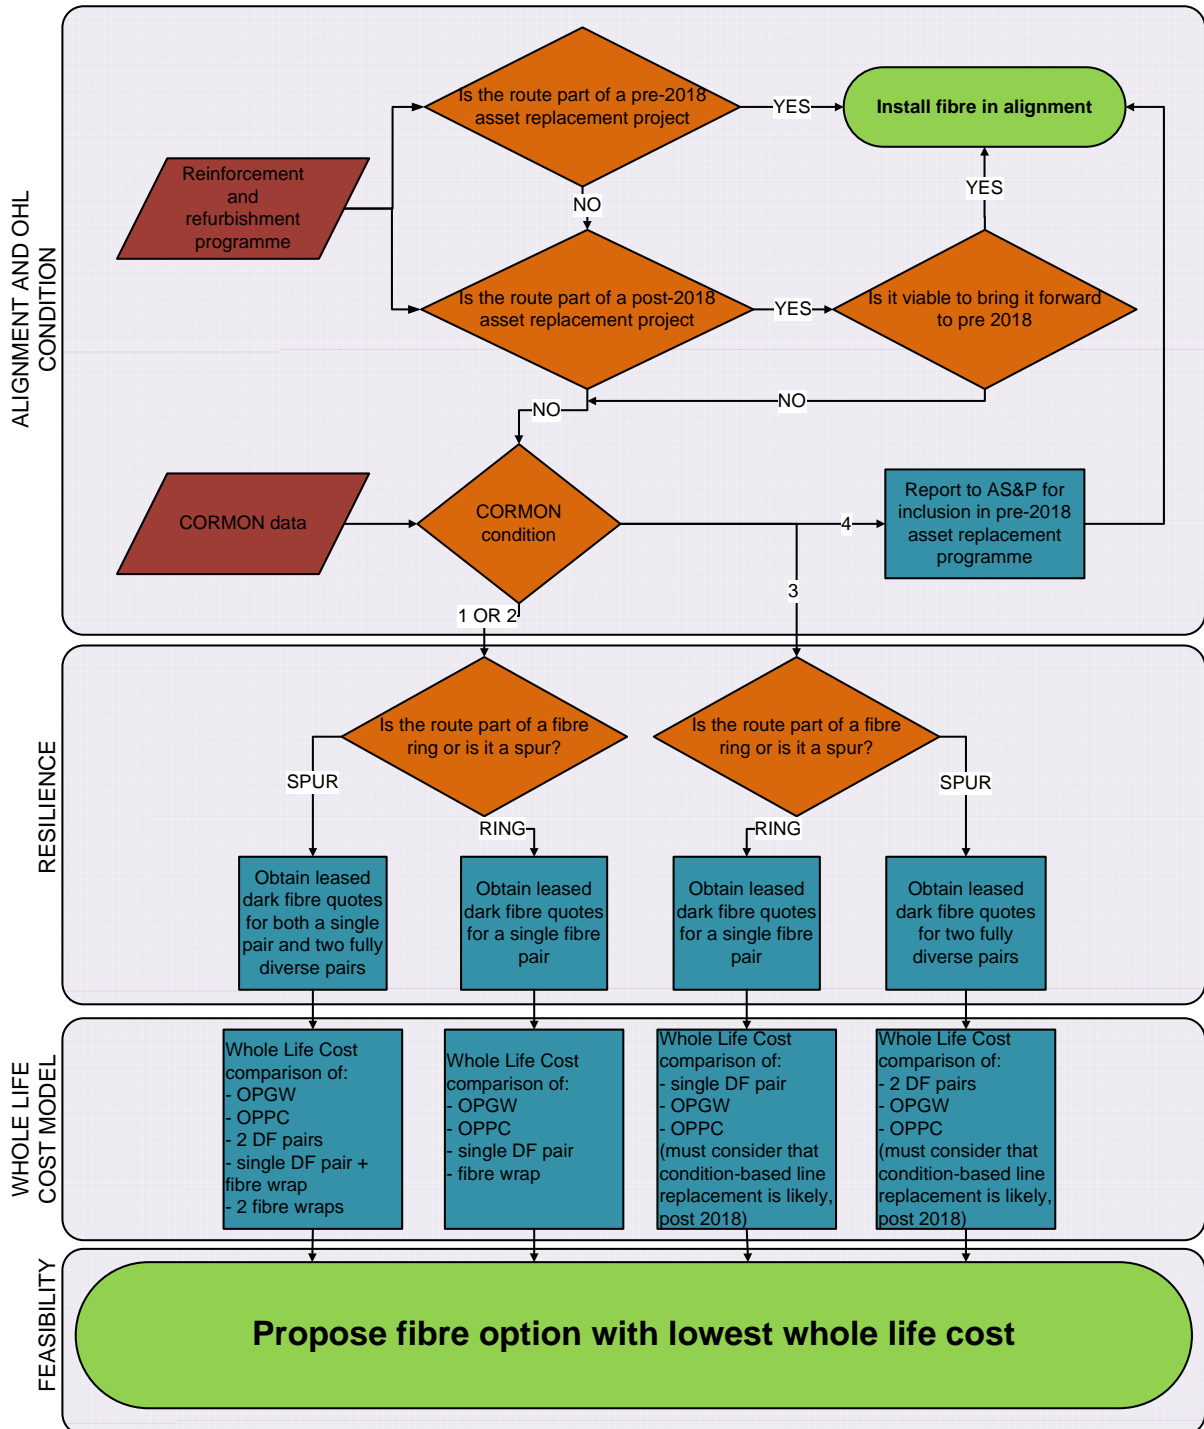 ALIGNMENT AND OHL
CONDITION
Is the route part of a pre-2018
asset replacement project
YES
Install fibre in alignment
Reinforcement
and
refurbishment
programme
NO
YES
Is the route part of a post-2018
asset replacement project
YES
Is it viable to bring it forward
to pre 2018
NO
NO
CORMON data
CORMON
condition
4
Report to AS&P for
inclusion in pre-2018
asset replacement
programme
1 OR 2
3
RESILIENCE
Is the route part of a fibre
ring or is it a spur?
Is the route part of a fibre
ring or is it a spur?
SPUR
RING
RING
SPUR
Obtain leased
dark fibre quotes
for both a single
pair and two fully
diverse pairs
Obtain leased
dark fibre quotes
for a single fibre
pair
Obtain leased
dark fibre quotes
for a single fibre
pair
Obtain leased
dark fibre quotes
for two fully
diverse pairs
WHOLE LIFE
COST MODEL
Whole Life Cost
comparison of:
- OPGW
- OPPC
- 2 DF pairs
- single DF pair +
fibre wrap
- 2 fibre wraps
Whole Life Cost
comparison of:
- OPGW
- OPPC
- single DF pair
- fibre wrap
Whole Life Cost
comparison of:
- single DF pair
- OPGW
- OPPC
(must consider that
condition-based line
replacement is likely,
post 2018)
Whole Life Cost
comparison of:
- 2 DF pairs
- OPGW
- OPPC
(must consider that
condition-based line
replacement is likely,
post 2018)
FEASIBILITY
Propose fibre option with lowest whole life cost